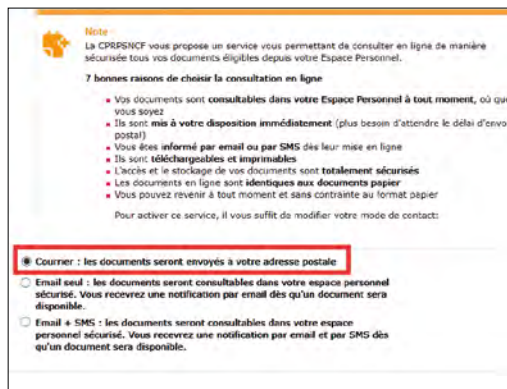 Note
La CPRPSNCF vous propose un service vous permettant de consulter en ligne de manière
sécurisée tous vos documents éligibles depuis votre Espace Personnel.
7 bonnes raisons de choisir la consultation en ligne
Vos documents sont consultables dans votre Espace Personnel à tout moment, où que
vous soyez
Ils sont mis à votre disposition immédiatement (plus besoin d'attendre le délai d'envo
postal)
Vous êtes informé par email ou par SMS dès leur mise en ligne
Ils sont téléchargeables et imprimables
L'accès et le stockage de vos documents sont totalement sécurisés
Les documents en ligne sont identiques aux documents papier
Vous pouvez revenir à tout moment et sans contrainte au format papier
Pour activer ce service, il vous suffit de modifier votre mode de contact:
Courrier : les documents seront envoyés à votre adresse postale
Email seul : les documents seront consultables dans votre espace personnel
sécurisé. Vous recevrez une notification par email dès qu'un document sera
disponible.
Email + SMS : les documents seront consultables dans votre espace
personnel sécurisé. Vous recevrez une notification par email et par SMS dès
qu'un document sera disponible.